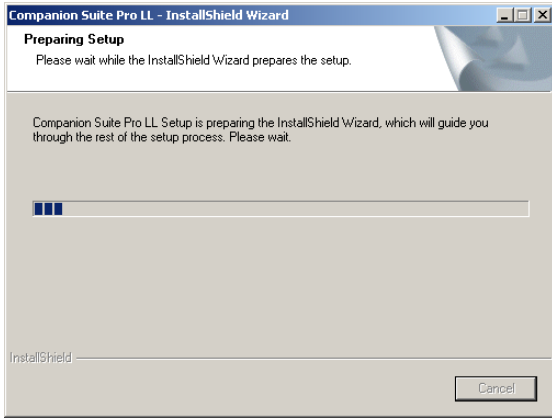 Companion Suite Pro LL - InstallShield Wizard
Preparing Setup
Please wait while the InstallShield Wizard prepares the setup.
Companion Suite Pro LL Setup is preparing the InstallShield Wizard, which will guide you
through the rest of the setup process. Please wait.
InstallShield
Cancel